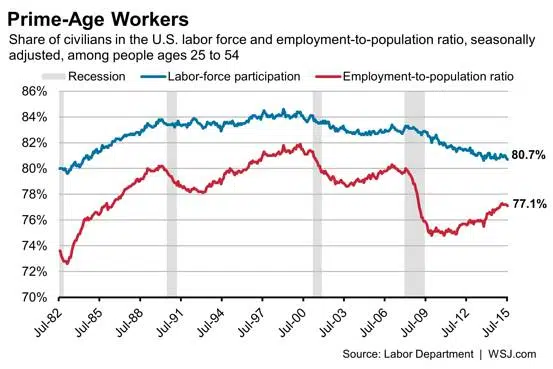 Prime-Age Workers
Share of civilians in the U.S. labor force and employment-to-population ratio, seasonally
adjusted, among people ages 25 to 54
Recession Labor-force participation Employment-to-population ratio
86%
84%
82%
80%
78%
76%
74%
72%
70%
80.7%
77.1%
Jul-82 Jul-85 Jul-88 Jul-91 Jul-94 Jul-97 Jul-00 Jul-03 Jul-06 Jul-09 Jul-12 Jul-15
Source: Labor Department | WSJ.com